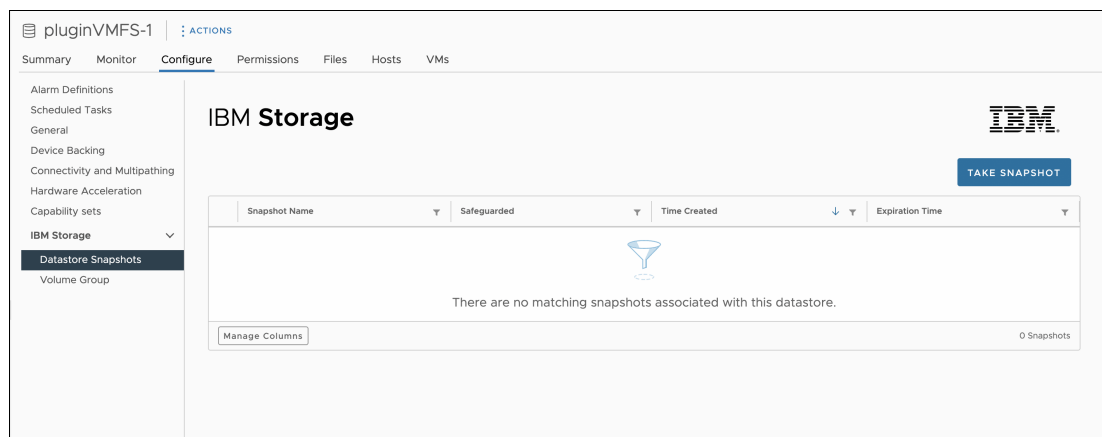 pluginVMFS-1
ACTIONS
Summary Monitor Configure Permissions Files Hosts VMs
Alarm Definitions
Scheduled Tasks
General
Device Backing
Connectivity and Multipathing
Hardware Acceleration
Capability sets
IBM Storage
Datastore Snapshots
Volume Group
IBM Storage
IBM.
TAKE SNAPSHOT
Snapshot Name Safeguarded Time Created Expiration Time
There are no matching snapshots associated with this datastore.
Manage Columns
0 Snapshots